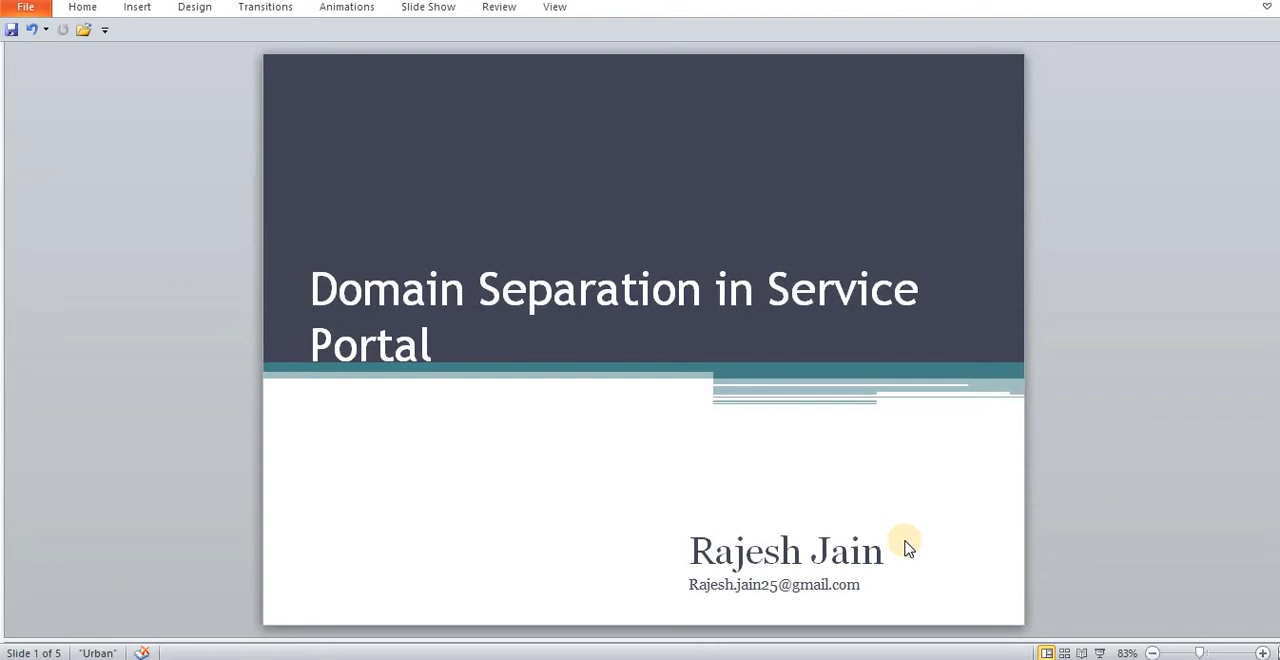 File Home Insert Design Transitions Animations Slide Show Review View
Domain Separation in Service
Portal
Rajesh Jain
Rajesh.jain25@gmail.com
Slide 1 of 5 "Urban" 83%